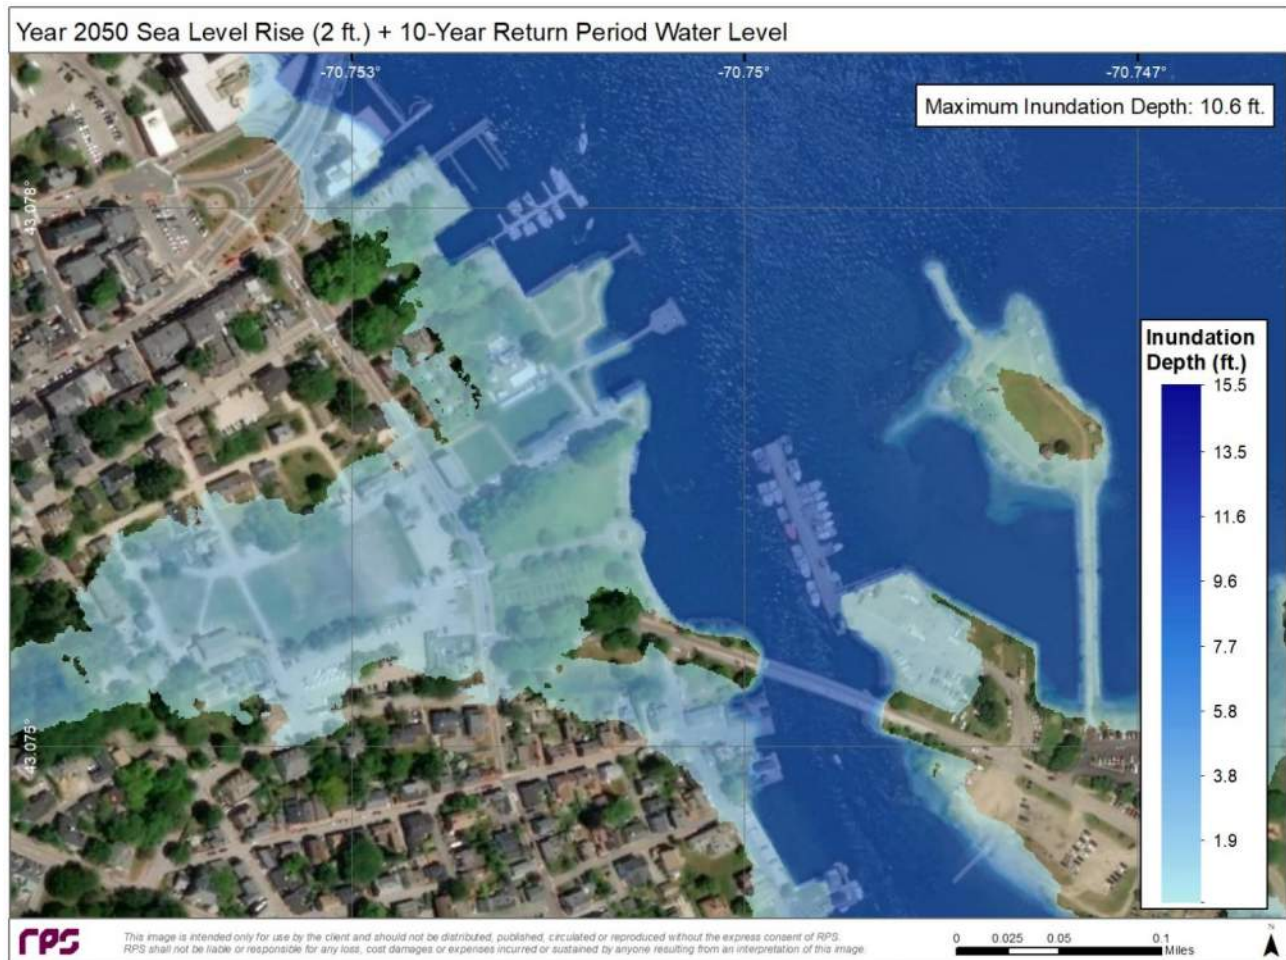 Year 2050 Sea Level Rise (2 ft.) + 10-Year Return Period Water Level
-70.753°
-70.75°
-70.747°
Maximum Inundation Depth: 10.6 ft.
43.078°
Inundation
Depth (ft.)
15.5
13.5
11.6
9.6
7.7
5.8
3.8
1.9
43.075°
rps
This image is intended only for use by the client and should not be distributed, published, circulated or reproduced without the express consent of RPS.
RPS shall not be liable or responsible for any loss, cost damages or expenses incurred or sustained by anyone resulting from an interpretation of this image.
0 0.025 0.05 0.1
Miles
N